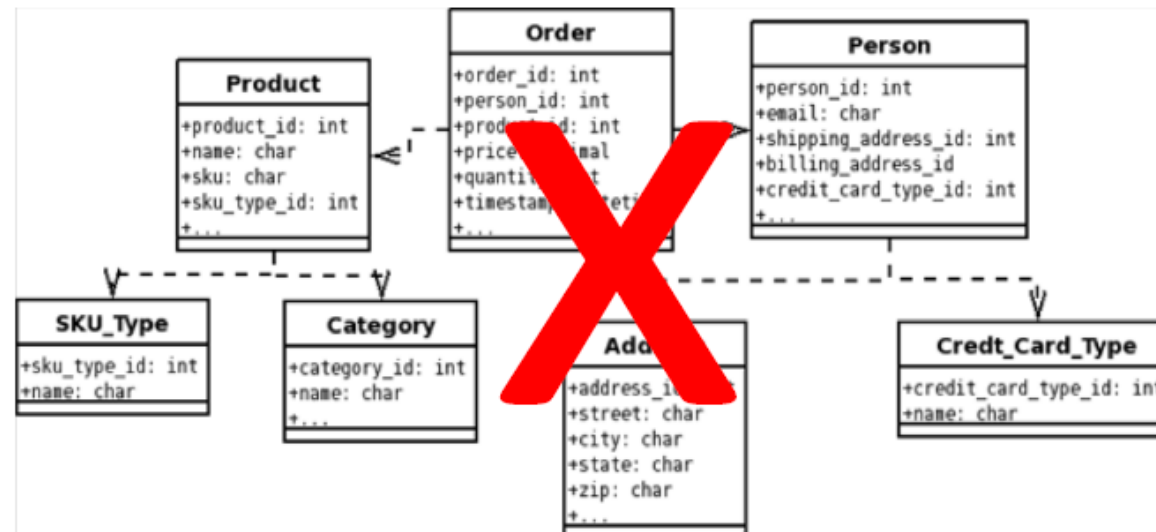 Order
+order_id: int
+person_id: int
Product
+product_id: int
+name: char
+sku: char
+sku_type_id: int
+...
Person
+person_id: int
+email: char
+shipping_address_id: int
+billing_address_id
+credit_card_type_id: int
+...
+...
SKU_Type
+sku_type_id: int
+name: char
Category
+category_id: int
+name: char
+...
+street: char
+city: char
+state: char
+zip: char
+...
Credt_Card_Type
+credit_card_type_id: int
+name: char